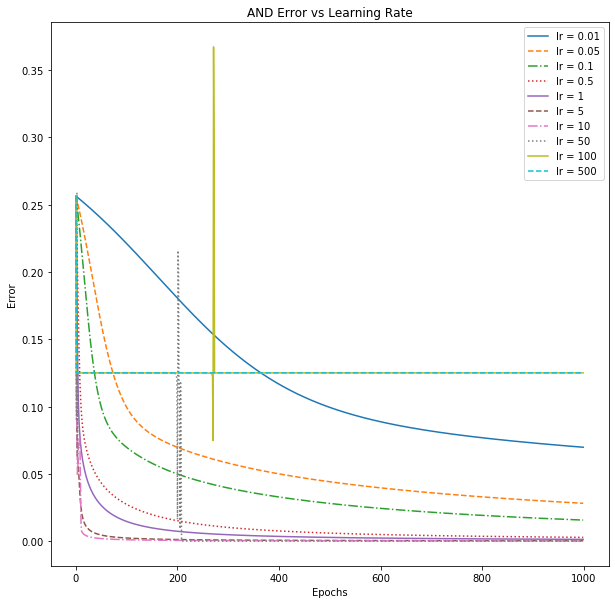 AND Error vs Learning Rate
lr = 0.01
lr = 0.05
lr = 0.1
lr = 0.5
lr = 1
lr = 5
lr = 10
lr = 50
lr = 100
lr = 500
0.35
0.30
0.25
0.20
0.15
0.10
0.05
0.00
Error
0 200 400 600 800 1000
Epochs